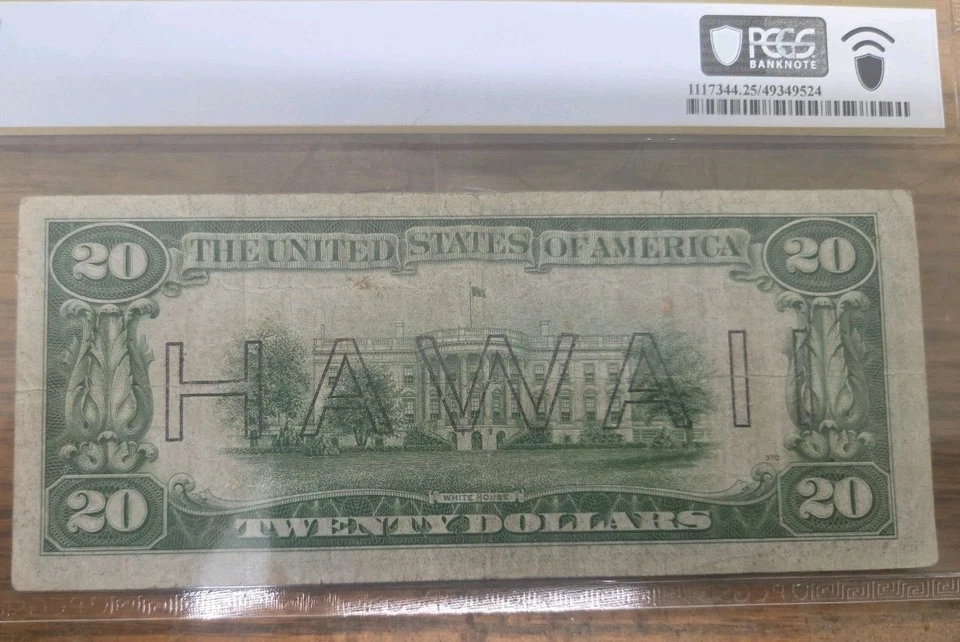 PCGS
BANKNOTE
1117344.25/49349524
20 THE UNITED STATES OF AMERICA 20
HAWAII
370
WHITE HOUSE
20 TWENTY DOLLARS 20